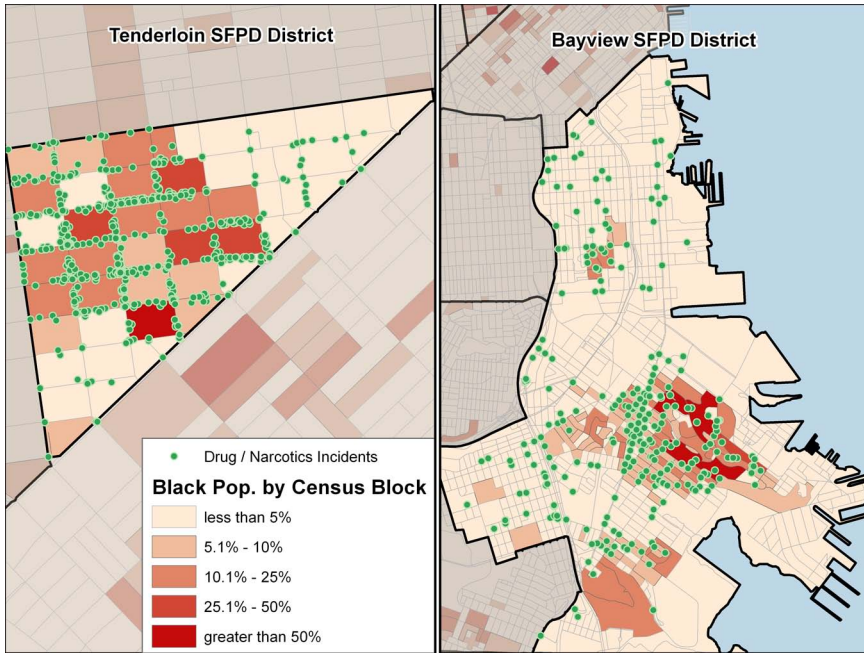 Tenderloin SFPD District
Bayview SFPD District
Drug / Narcotics Incidents
Black Pop. by Census Block
less than 5%
5.1% - 10%
10.1% - 25%
25.1% - 50%
greater than 50%